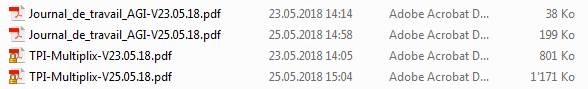 Journal_de_travail_AGI-V23.05.18.pdf 23.05.2018 14:14 Adobe Acrobat D... 38 Ko
Journal_de_travail_AGI-V25.05.18.pdf 25.05.2018 14:58 Adobe Acrobat D... 199 Ko
TPI-Multiplix-V23.05.18.pdf 23.05.2018 14:05 Adobe Acrobat D... 801 Ko
TPI-Multiplix-V25.05.18.pdf 25.05.2018 15:04 Adobe Acrobat D... 1'171 Ko